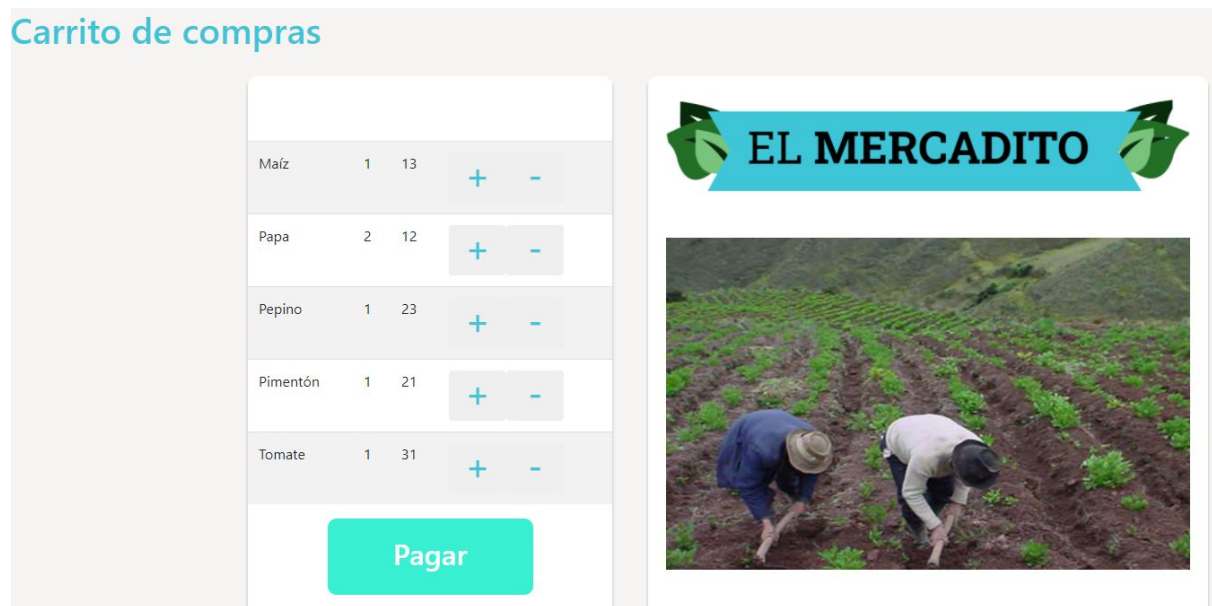 Carrito de compras
EL MERCADITO
Maíz 1 13 + -
Papa 2 12 + -
Pepino 1 23 + -
Pimentón 1 21 + -
Tomate 1 31 + -
Pagar